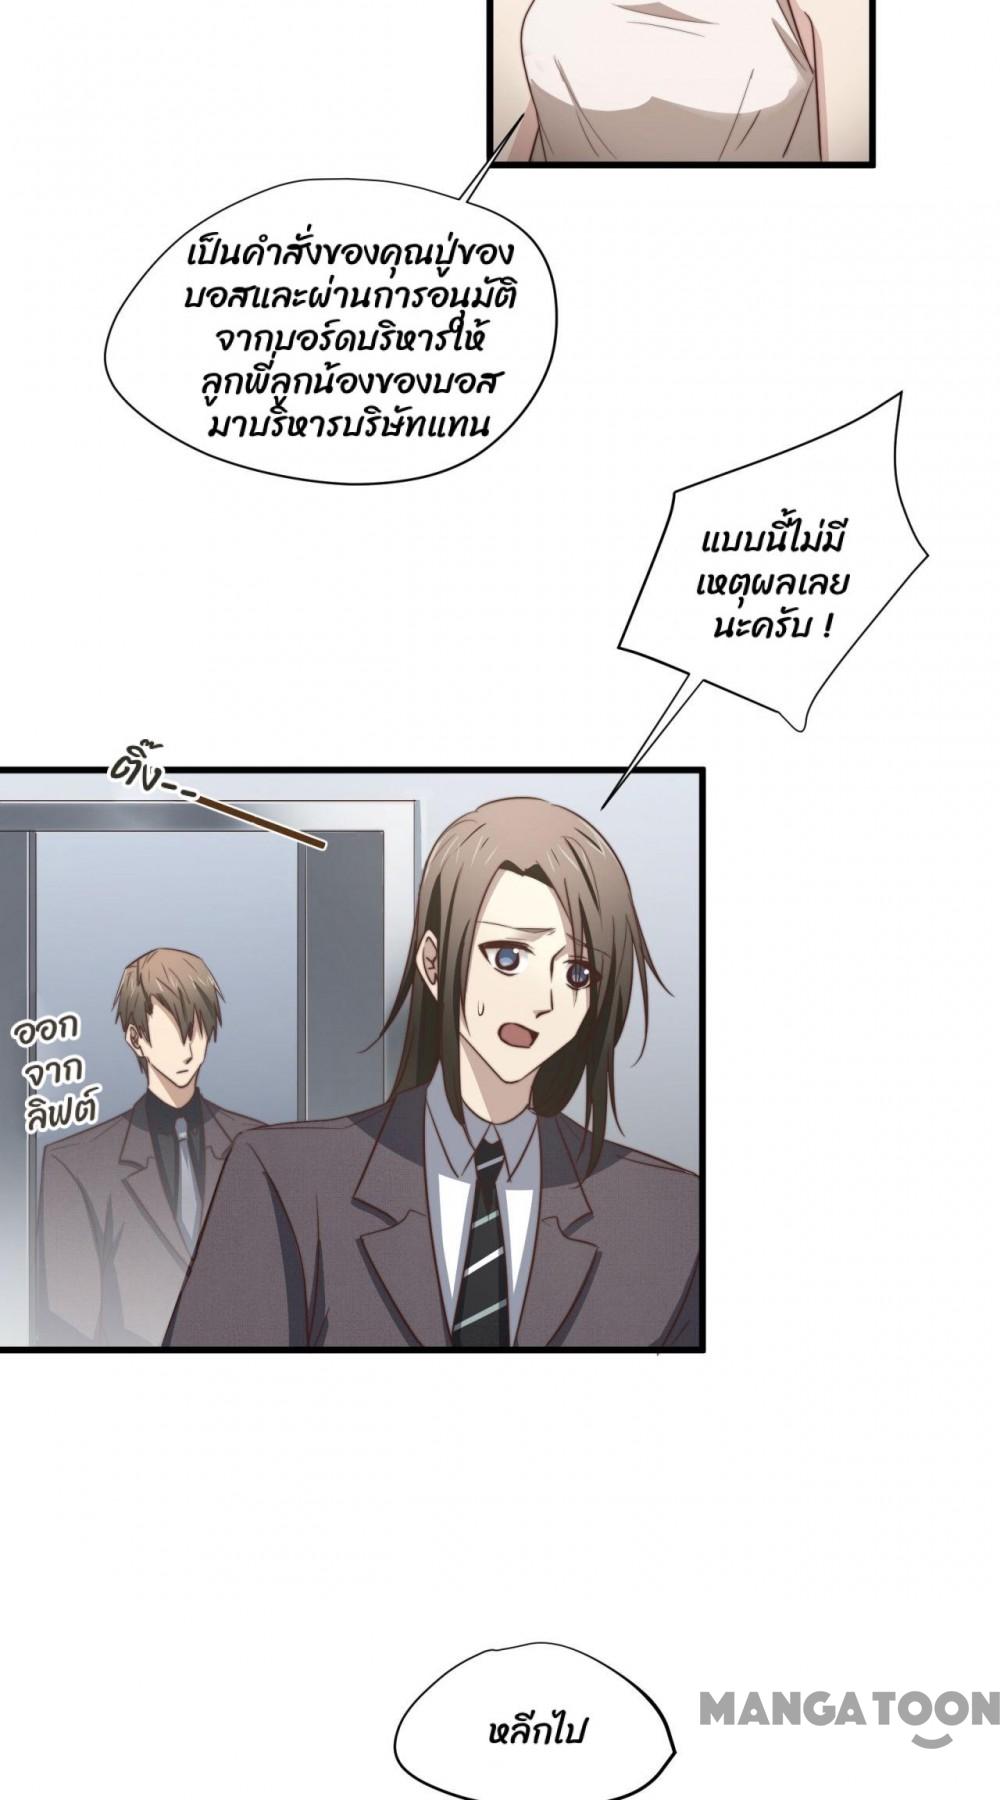 เป็นคำสั่งของคุณปู่ของ
บอสและผ่านการอนุมัติ
จากบอร์ดบริหารให้
ลูกพี่ลูกน้องของบอส
มาบริหารบริษัทแทน
แบบนี้ไม่มี
เหตุผลเลย
นะครับ !
ติ๊ง--
ออก
จาก
ลิฟต์
หลีกไป
MANGATOON